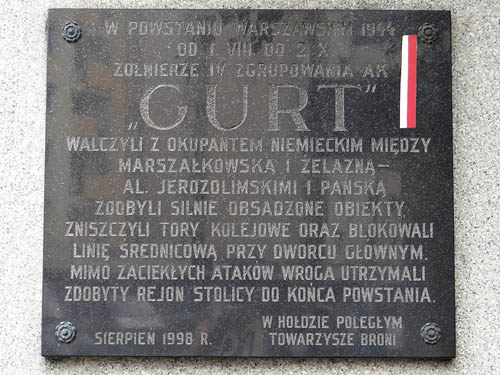 W POWSTANIU WARSZAWSKIM 1944
OD 1 VIII DO 2 X
ŻOŁNIERZE IV ZGRUPOWANIA AK
„GURT”
WALCZYLI Z OKUPANTEM NIEMIECKIM MIĘDZY
MARSZAŁKOWSKĄ I ŻELAZNĄ—
AL. JEROZOLIMSKIMI I PAŃSKĄ
ZDOBYLI SILNIE OBSADZONE OBIEKTY,
ZNISZCZYLI TORY KOLEJOWE ORAZ BLOKOWALI
LINIĘ ŚREDNICOWĄ PRZY DWORCU GŁOWNYM.
MIMO ZACIEKŁYCH ATAKÓW WROGA UTRZYMALI
ZDOBYTY REJON STOLICY DO KOŃCA POWSTANIA.
W HOŁDZIE POLEGŁYM
SIERPIEŃ 1998 R. TOWARZYSZE BRONI